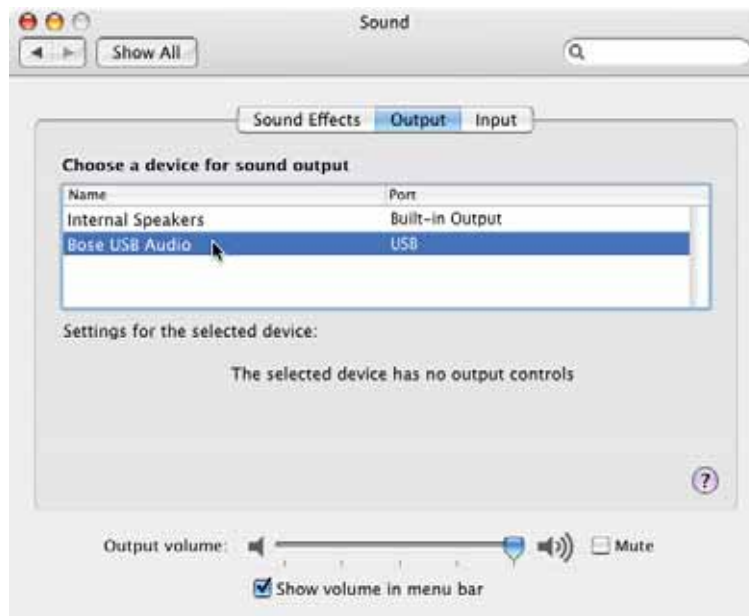 Sound
Show All
Sound Effects Output Input
Choose a device for sound output
Name Port
Internal Speakers Built-in Output
Bose USB Audio USB
Settings for the selected device:
The selected device has no output controls
?
Output volume: Mute
Show volume in menu bar